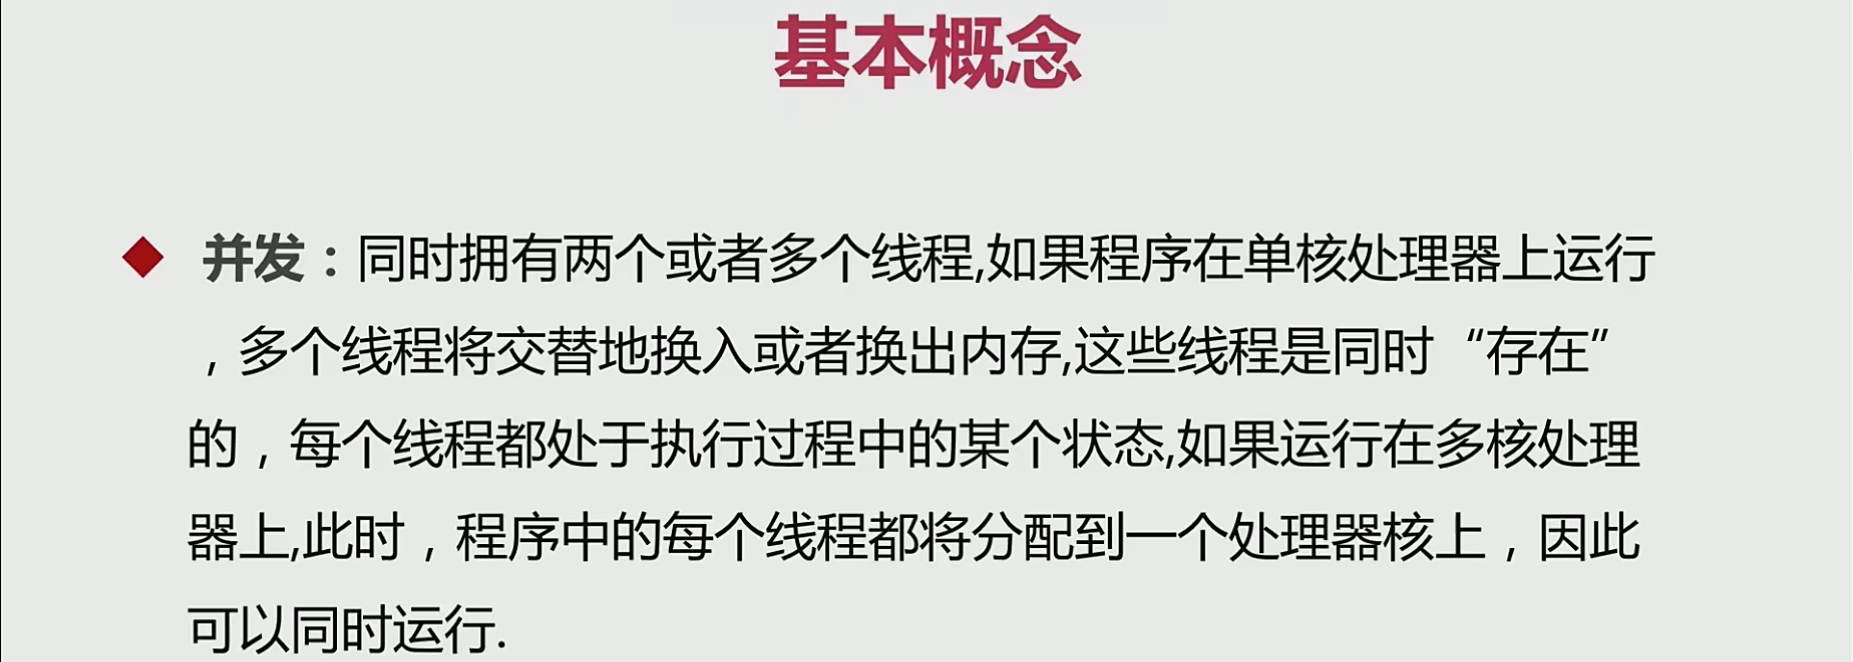 基本概念
并发：同时拥有两个或者多个线程,如果程序在单核处理器上运行
，多个线程将交替地换入或者换出内存,这些线程是同时“存在”
的，每个线程都处于执行过程中的某个状态,如果运行在多核处理
器上,此时，程序中的每个线程都将分配到一个处理器核上，因此
可以同时运行.